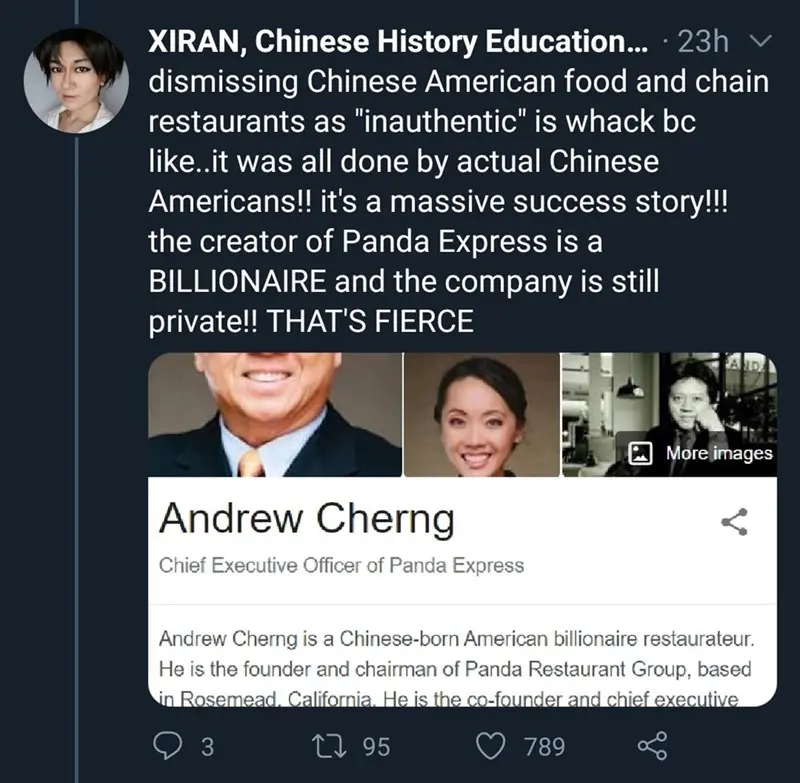 XIRAN, Chinese History Education... · 23h
dismissing Chinese American food and chain
restaurants as "inauthentic" is whack bc
like..it was all done by actual Chinese
Americans!! it's a massive success story!!!
the creator of Panda Express is a
BILLIONAIRE and the company is still
private!! THAT'S FIERCE
PANDA
More images
Andrew Cherng
Chief Executive Officer of Panda Express
Andrew Cherng is a Chinese-born American billionaire restaurateur.
He is the founder and chairman of Panda Restaurant Group, based
in Rosemead, California. He is the co-founder and chief executive
3
95
789